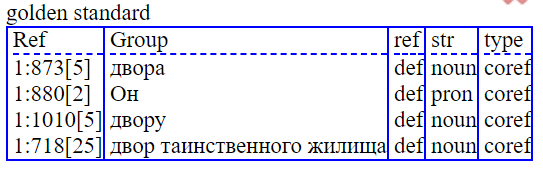 golden standard
Ref Group ref str type
1:873[5] двора def noun coref
1:880[2] Он def pron coref
1:1010[5] двору def noun coref
1:718[25] двор таинственного жилища def noun coref